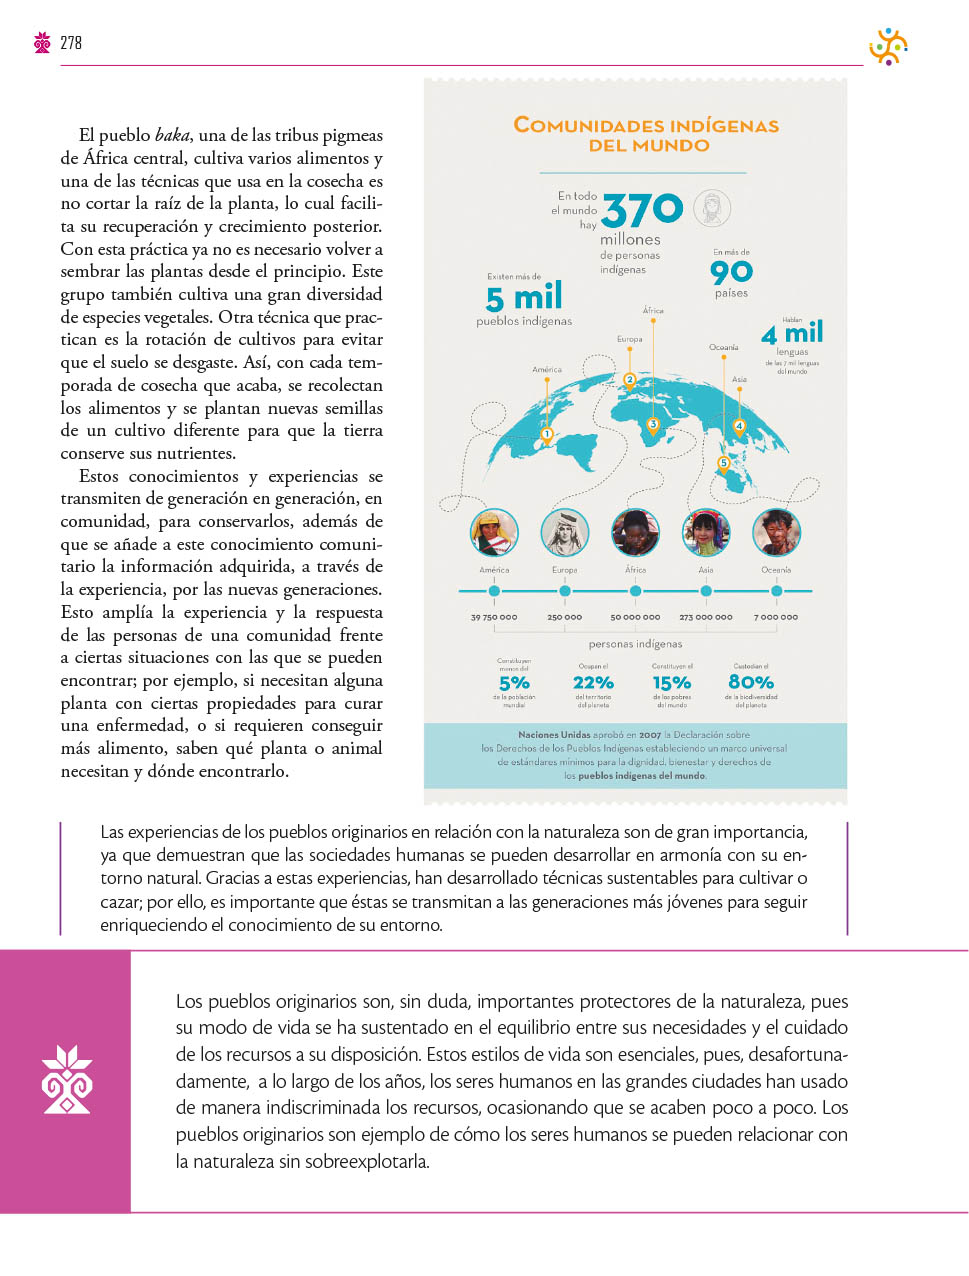 278
El pueblo baka, una de las tribus pigmeas
de África central, cultiva varios alimentos y
una de las técnicas que usa en la cosecha es
no cortar la raíz de la planta, lo cual facili-
ta su recuperación y crecimiento posterior.
Con esta práctica ya no es necesario volver a
sembrar las plantas desde el principio. Este
grupo también cultiva una gran diversidad
de especies vegetales. Otra técnica que prac-
tican es la rotación de cultivos para evitar
que el suelo se desgaste. Así, con cada tem-
porada de cosecha que acaba, se recolectan
los alimentos y se plantan nuevas semillas
de un cultivo diferente para que la tierra
conserve sus nutrientes.
Estos conocimientos y experiencias se
transmiten de generación en generación, en
comunidad, para conservarlos, además de
que se añade a este conocimiento comuni-
tario la información adquirida, a través de
la experiencia, por las nuevas generaciones.
Esto amplía la experiencia y la respuesta
de las personas de una comunidad frente
a ciertas situaciones con las que se pueden
encontrar; por ejemplo, si necesitan alguna
planta con ciertas propiedades para curar
una enfermedad, o si requieren conseguir
más alimento, saben qué planta o animal
necesitan y dónde encontrarlo.
COMUNIDADES INDÍGENAS
DEL MUNDO
En todo
el mundo
hay
370
millones
de personas
indígenas
En más de
90
países
Existen más de
5 mil
pueblos indígenas
Hablan
4 mil
lenguas
de las 7 mil lenguas
del mundo
África
Europa
Oceanía
América
Asia
1
2
3
4
5
América
Europa
África
Asia
Oceanía
39 750 000
250 000
50 000 000
273 000 000
7 000 000
personas indígenas
Constituyen
menos del
5%
de la población
mundial
Ocupan el
22%
del territorio
del planeta
Constituyen el
15%
de los pobres
del mundo
Custodian el
80%
de la biodiversidad
del planeta
Naciones Unidas aprobó en 2007 la Declaración sobre
los Derechos de los Pueblos Indígenas estableciendo un marco universal
de estándares mínimos para la dignidad, bienestar y derechos de
los pueblos indígenas del mundo.
Las experiencias de los pueblos originarios en relación con la naturaleza son de gran importancia,
ya que demuestran que las sociedades humanas se pueden desarrollar en armonía con su en-
torno natural. Gracias a estas experiencias, han desarrollado técnicas sustentables para cultivar o
cazar; por ello, es importante que éstas se transmitan a las generaciones más jóvenes para seguir
enriqueciendo el conocimiento de su entorno.
Los pueblos originarios son, sin duda, importantes protectores de la naturaleza, pues
su modo de vida se ha sustentado en el equilibrio entre sus necesidades y el cuidado
de los recursos a su disposición. Estos estilos de vida son esenciales, pues, desafortuna-
damente, a lo largo de los años, los seres humanos en las grandes ciudades han usado
de manera indiscriminada los recursos, ocasionando que se acaben poco a poco. Los
pueblos originarios son ejemplo de cómo los seres humanos se pueden relacionar con
la naturaleza sin sobreexplotarla.